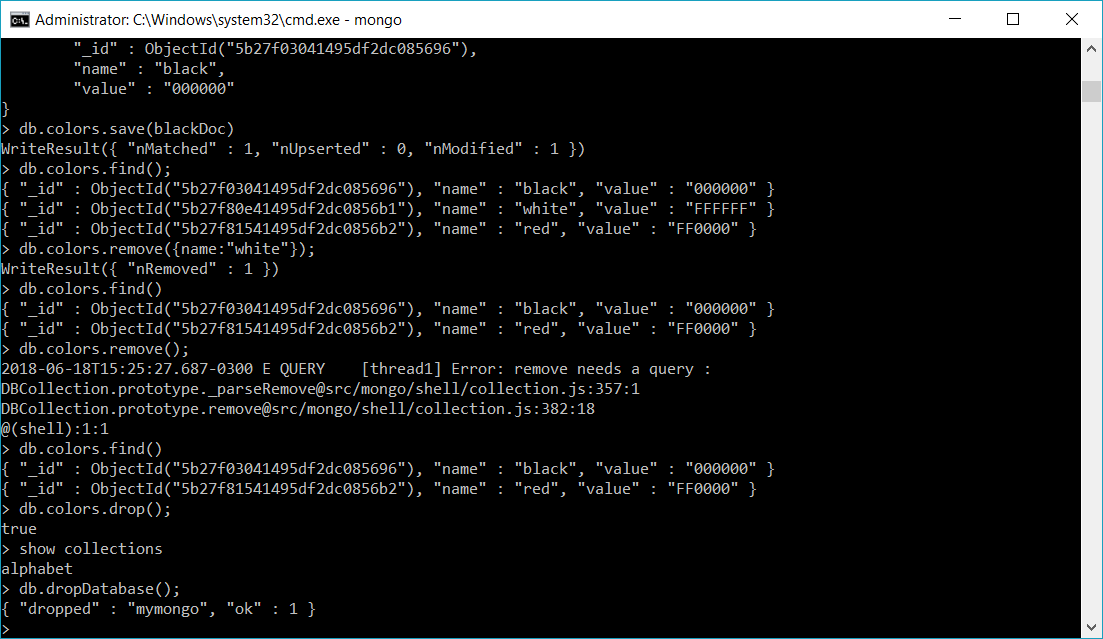 Administrator: C:\Windows\system32\cmd.exe - mongo
"_id" : ObjectId("5b27f03041495df2dc085696"),
"name" : "black",
"value" : "000000"
}
> db.colors.save(blackDoc)
WriteResult({ "nMatched" : 1, "nUpserted" : 0, "nModified" : 1 })
> db.colors.find();
{ "_id" : ObjectId("5b27f03041495df2dc085696"), "name" : "black", "value" : "000000" }
{ "_id" : ObjectId("5b27f80e41495df2dc0856b1"), "name" : "white", "value" : "FFFFFF" }
{ "_id" : ObjectId("5b27f81541495df2dc0856b2"), "name" : "red", "value" : "FF0000" }
> db.colors.remove({name:"white"});
WriteResult({ "nRemoved" : 1 })
> db.colors.find()
{ "_id" : ObjectId("5b27f03041495df2dc085696"), "name" : "black", "value" : "000000" }
{ "_id" : ObjectId("5b27f81541495df2dc0856b2"), "name" : "red", "value" : "FF0000" }
> db.colors.remove();
2018-06-18T15:25:27.687-0300 E QUERY    [thread1] Error: remove needs a query :
DBCollection.prototype._parseRemove@src/mongo/shell/collection.js:357:1
DBCollection.prototype.remove@src/mongo/shell/collection.js:382:18
@(shell):1:1
> db.colors.find()
{ "_id" : ObjectId("5b27f03041495df2dc085696"), "name" : "black", "value" : "000000" }
{ "_id" : ObjectId("5b27f81541495df2dc0856b2"), "name" : "red", "value" : "FF0000" }
> db.colors.drop();
true
> show collections
alphabet
> db.dropDatabase();
{ "dropped" : "mymongo", "ok" : 1 }
>